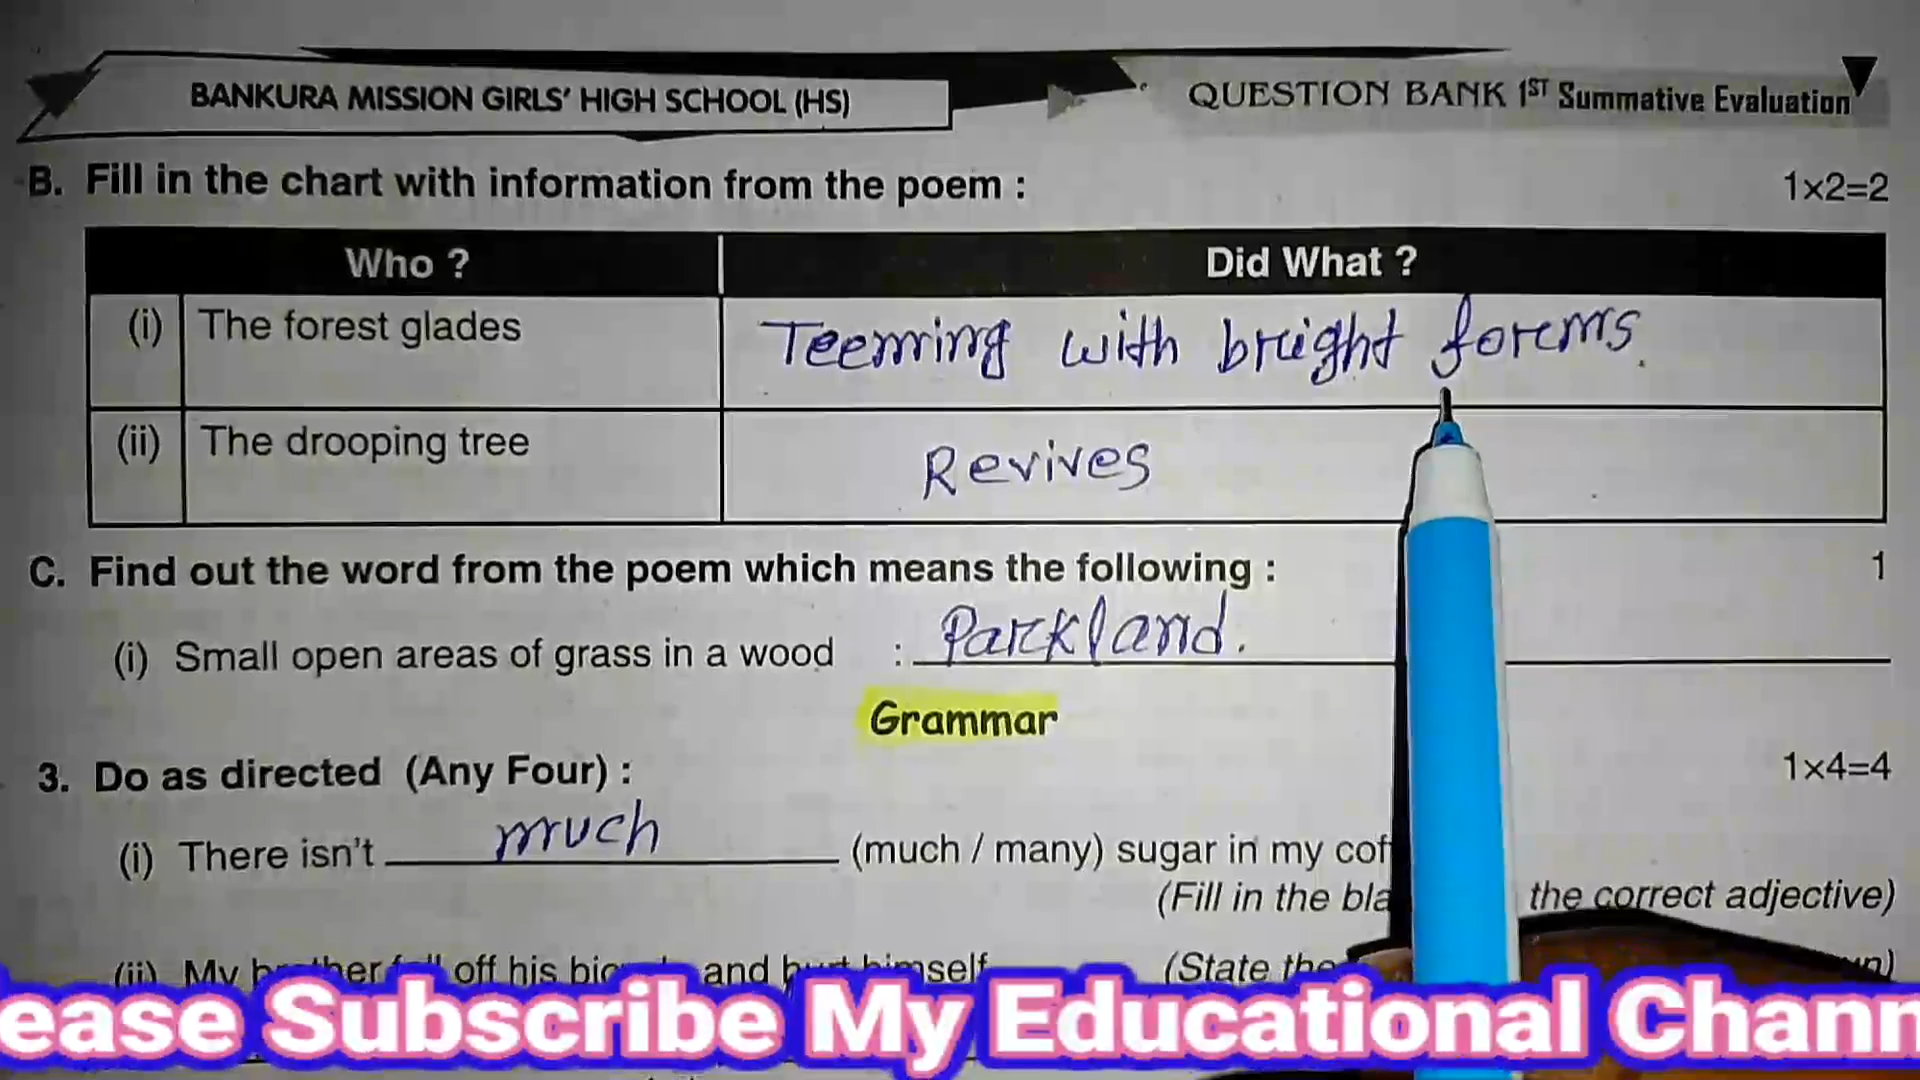 BANKURA MISSION GIRLS' HIGH SCHOOL (HS)
QUESTION BANK 1ST Summative Evaluation
B. Fill in the chart with information from the poem : 1×2=2
Who ? Did What ?
(i) The forest glades Teeming with bright forms.
(ii) The drooping tree Revives
C. Find out the word from the poem which means the following : 1
(i) Small open areas of grass in a wood : Parkland.
Grammar
3. Do as directed (Any Four) : 1×4=4
(i) There isn't much (much / many) sugar in my cof
(Fill in the bla the correct adjective)
(ii) My off his and himself (State the
ease Subscribe My Educational Chann